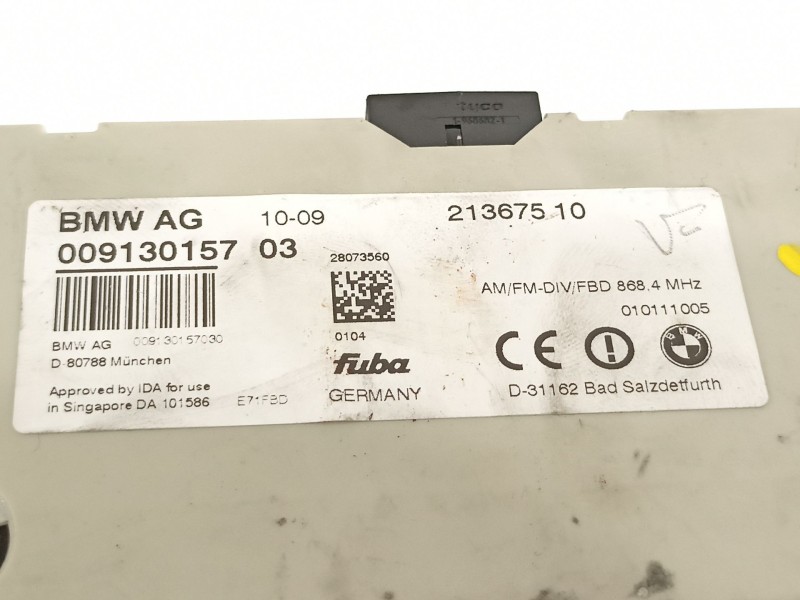 BMW AG 10-09 213675 10
009130157 03
28073560
AM/FM-DIV/FBD 868.4 MHz
010111005
BMW AG 009130157030
0104
D-80788 München
fuba
CE
BMW
Approved by IDA for use
in Singapore DA 101586 E71FBD
GERMANY
D-31162 Bad Salzdetfurth